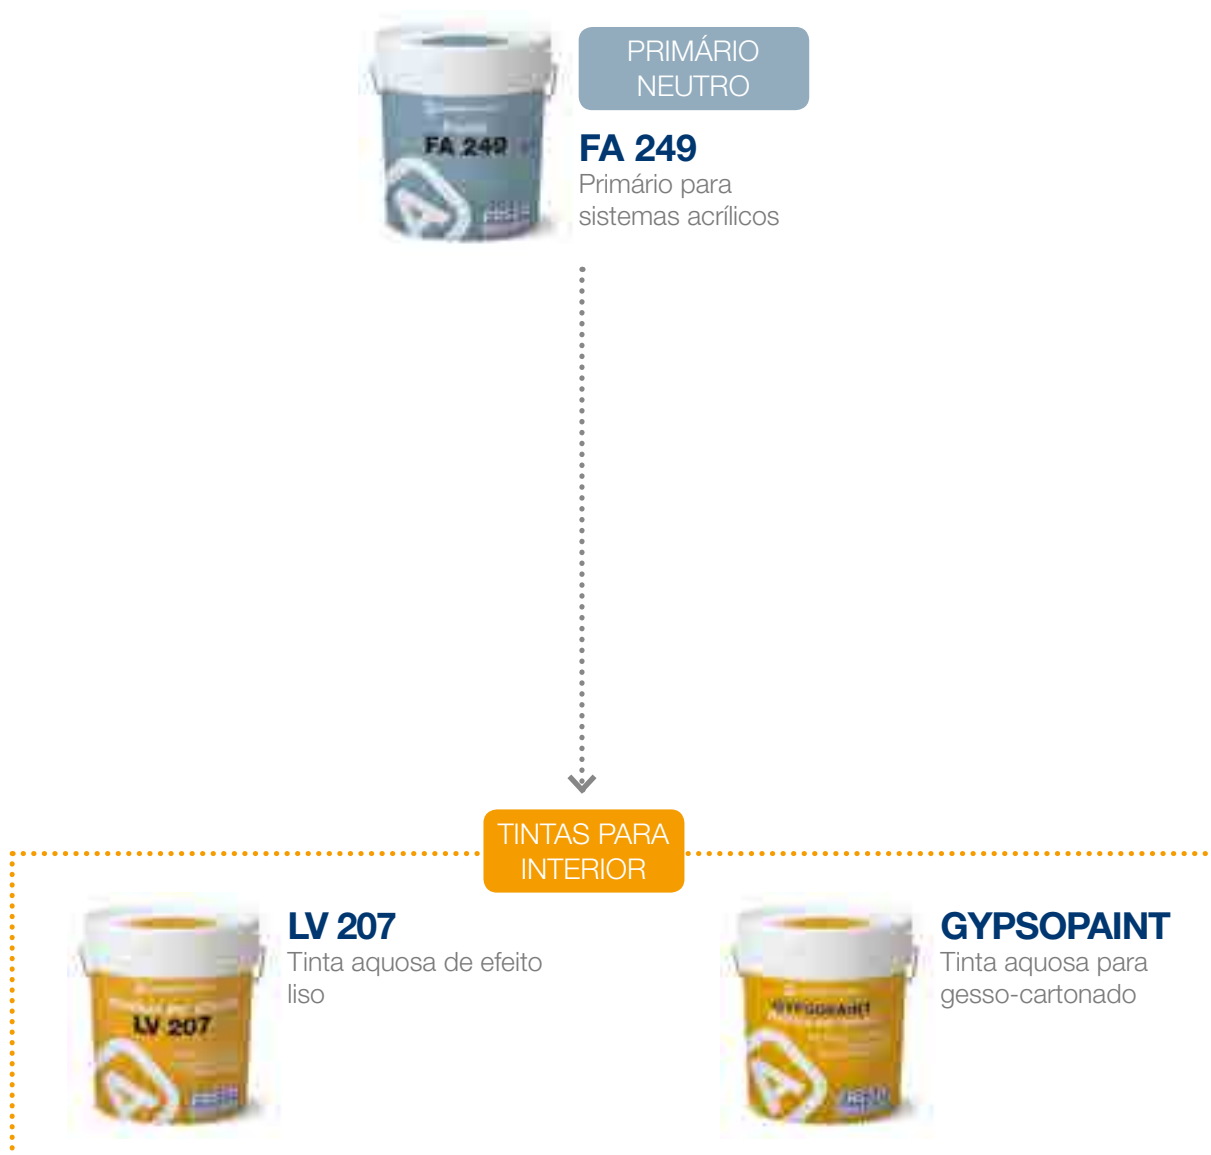 PRIMÁRIO
NEUTRO
FA 249
FA 249
Primário para
sistemas acrílicos
TINTAS PARA
INTERIOR
LV 207
Tinta aquosa de efeito
liso
LV 207
GYPSOPAINT
Tinta aquosa para
gesso-cartonado
GYPSOPAINT